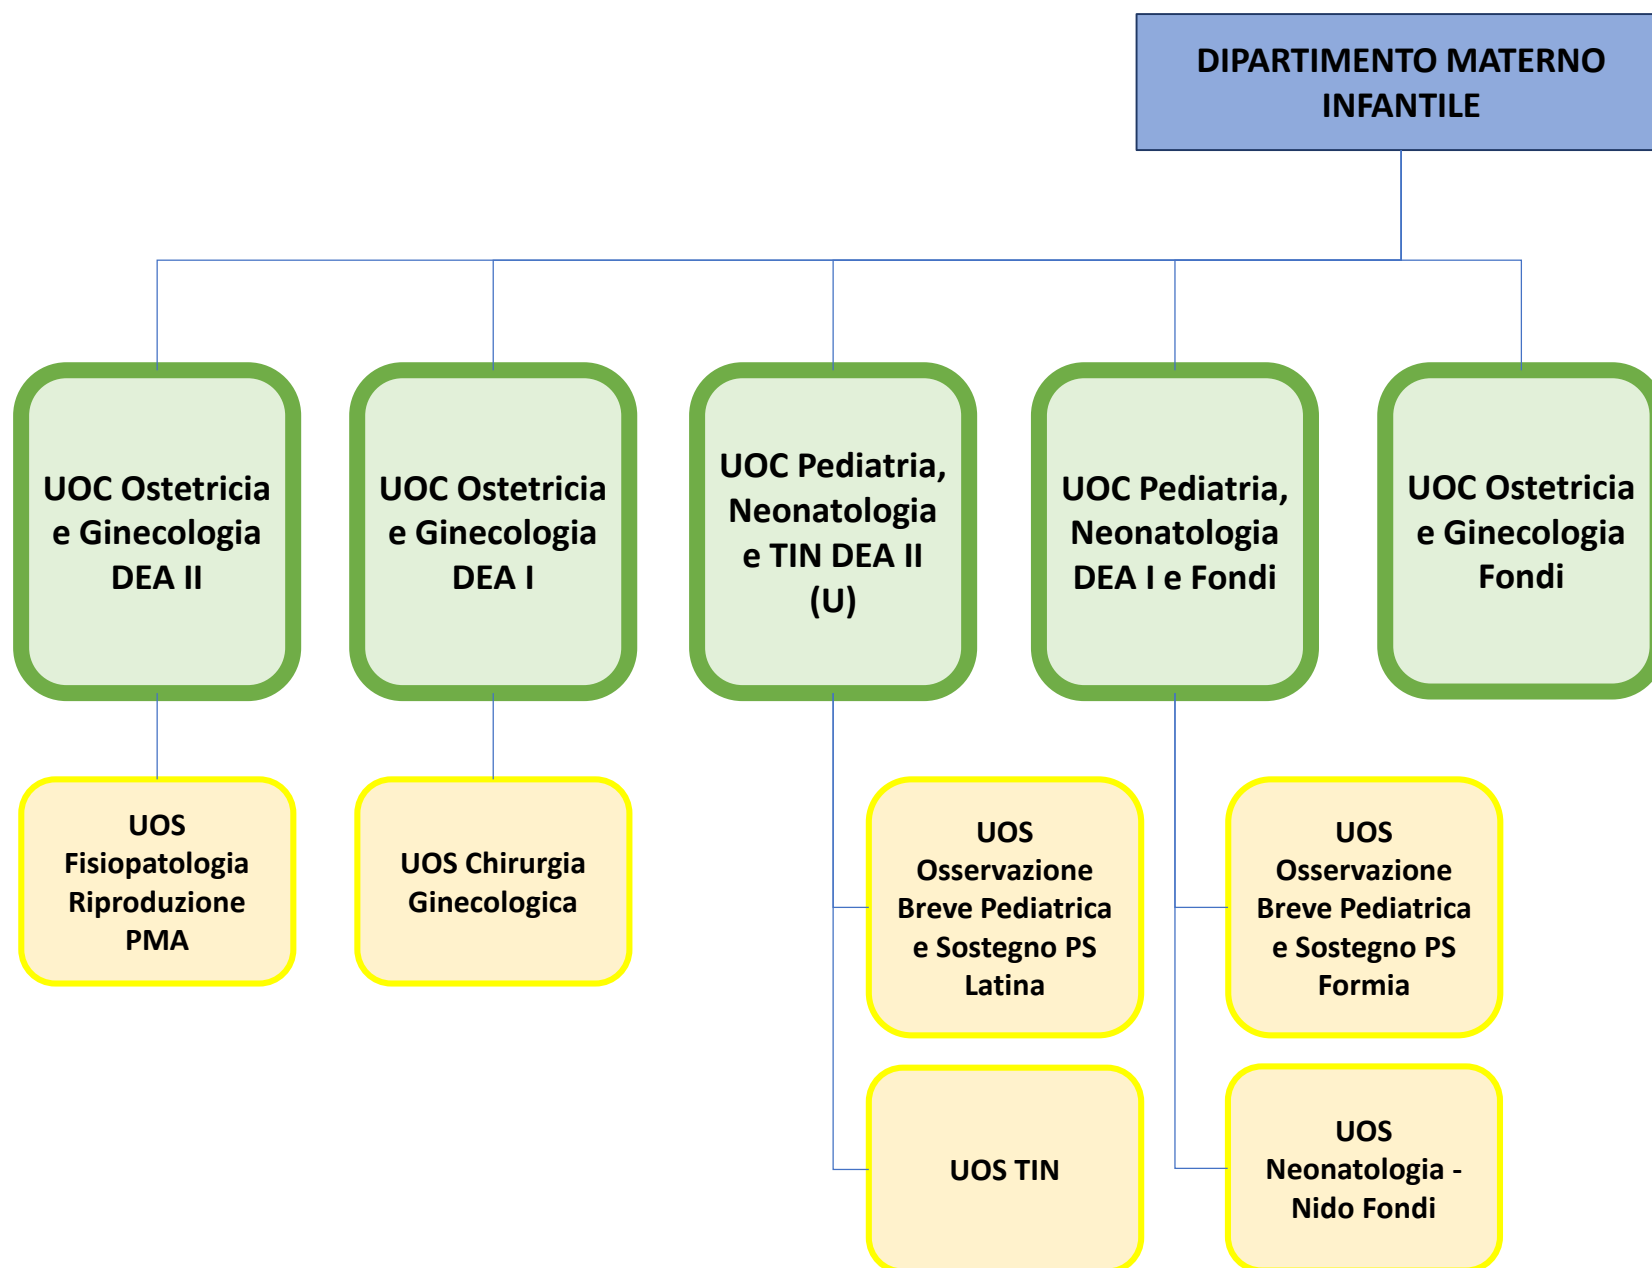 DIPARTIMENTO MATERNO
INFANTILE
UOC Ostetricia
e Ginecologia
DEA II
UOC Ostetricia
e Ginecologia
DEA I
UOC Pediatria,
Neonatologia
e TIN DEA II
(U)
UOC Pediatria,
Neonatologia
DEA I e Fondi
UOC Ostetricia
e Ginecologia
Fondi
UOS
Fisiopatologia
Riproduzione
PMA
UOS Chirurgia
Ginecologica
UOS
Osservazione
Breve Pediatrica
e Sostegno PS
Latina
UOS
Osservazione
Breve Pediatrica
e Sostegno PS
Formia
UOS TIN
UOS
Neonatologia -
Nido Fondi